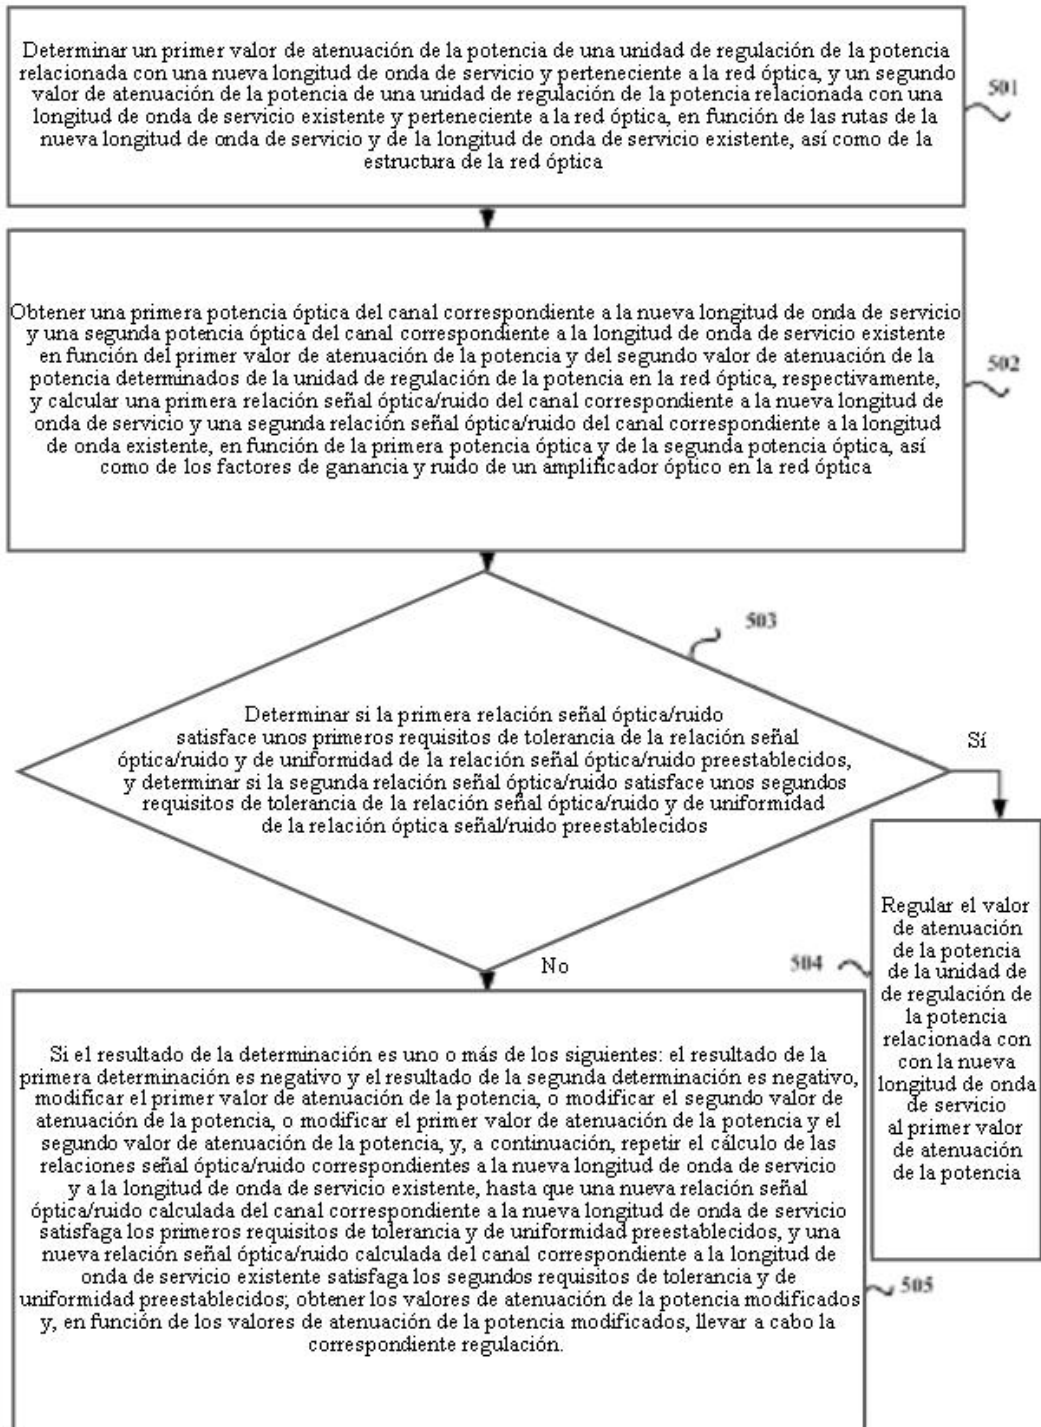 Determinar un primer valor de atenuación de la potencia de una unidad de regulación de la potencia
relacionada con una nueva longitud de onda de servicio y perteneciente a la red óptica, y un segundo
valor de atenuación de la potencia de una unidad de regulación de la potencia relacionada con una
longitud de onda de servicio existente y perteneciente a la red óptica, en función de las rutas de la
nueva longitud de onda de servicio y de la longitud de onda de servicio existente, así como de la
estructura de la red óptica
501
Obtener una primera potencia óptica del canal correspondiente a la nueva longitud de onda de servicio
y una segunda potencia óptica del canal correspondiente a la longitud de onda de servicio existente
en función del primer valor de atenuación de la potencia y del segundo valor de atenuación de la
potencia determinados de la unidad de regulación de la potencia en la red óptica, respectivamente,
y calcular una primera relación señal óptica/ruido del canal correspondiente a la nueva longitud de
onda de servicio y una segunda relación señal óptica/ruido del canal correspondiente a la longitud
de onda existente, en función de la primera potencia óptica y de la segunda potencia óptica, así
como de los factores de ganancia y ruido de un amplificador óptico en la red óptica
502
503
Determinar si la primera relación señal óptica/ruido
satisface unos primeros requisitos de tolerancia de la relación señal
óptica/ruido y de uniformidad de la relación señal óptica/ruido preestablecidos,
y determinar si la segunda relación señal óptica/ruido satisface unos segundos
requisitos de tolerancia de la relación señal óptica/ruido y de uniformidad
de la relación óptica señal/ruido preestablecidos
Sí
No
504
Regular el valor
de atenuación
de la potencia
de la unidad de
de regulación de
la potencia
relacionada con
con la nueva
longitud de onda
de servicio
al primer valor
de atenuación
de la potencia
Si el resultado de la determinación es uno o más de los siguientes: el resultado de la
primera determinación es negativo y el resultado de la segunda determinación es negativo,
modificar el primer valor de atenuación de la potencia, o modificar el segundo valor de
atenuación de la potencia, o modificar el primer valor de atenuación de la potencia y el
segundo valor de atenuación de la potencia, y, a continuación, repetir el cálculo de las
relaciones señal óptica/ruido correspondientes a la nueva longitud de onda de servicio
y a la longitud de onda de servicio existente, hasta que una nueva relación señal
óptica/ruido calculada del canal correspondiente a la nueva longitud de onda de servicio
satisfaga los primeros requisitos de tolerancia y de uniformidad preestablecidos, y una
nueva relación señal óptica/ruido calculada del canal correspondiente a la longitud de
onda de servicio existente satisfaga los segundos requisitos de tolerancia y de
uniformidad preestablecidos; obtener los valores de atenuación de la potencia modificados
y, en función de los valores de atenuación de la potencia modificados, llevar a cabo la
correspondiente regulación.
505